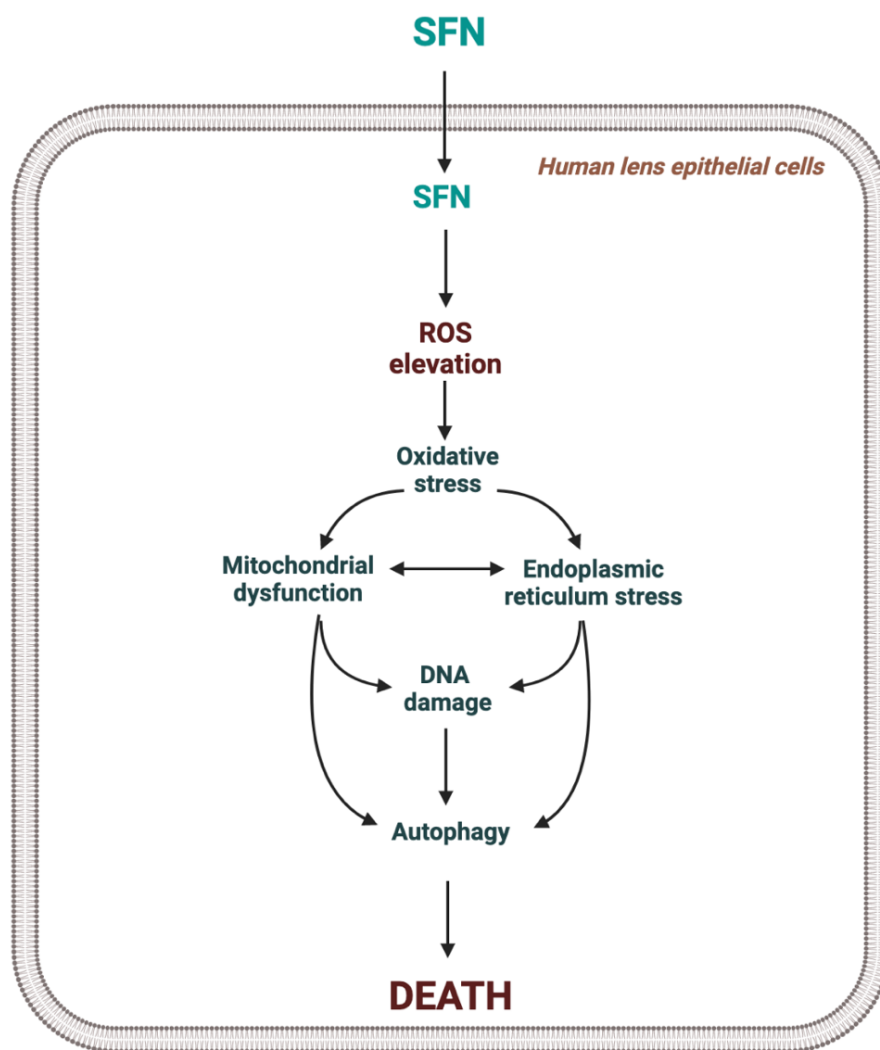 SFN
Human lens epithelial cells
SFN
ROS
elevation
Oxidative
stress
Mitochondrial
dysfunction
Endoplasmic
reticulum stress
DNA
damage
Autophagy
DEATH